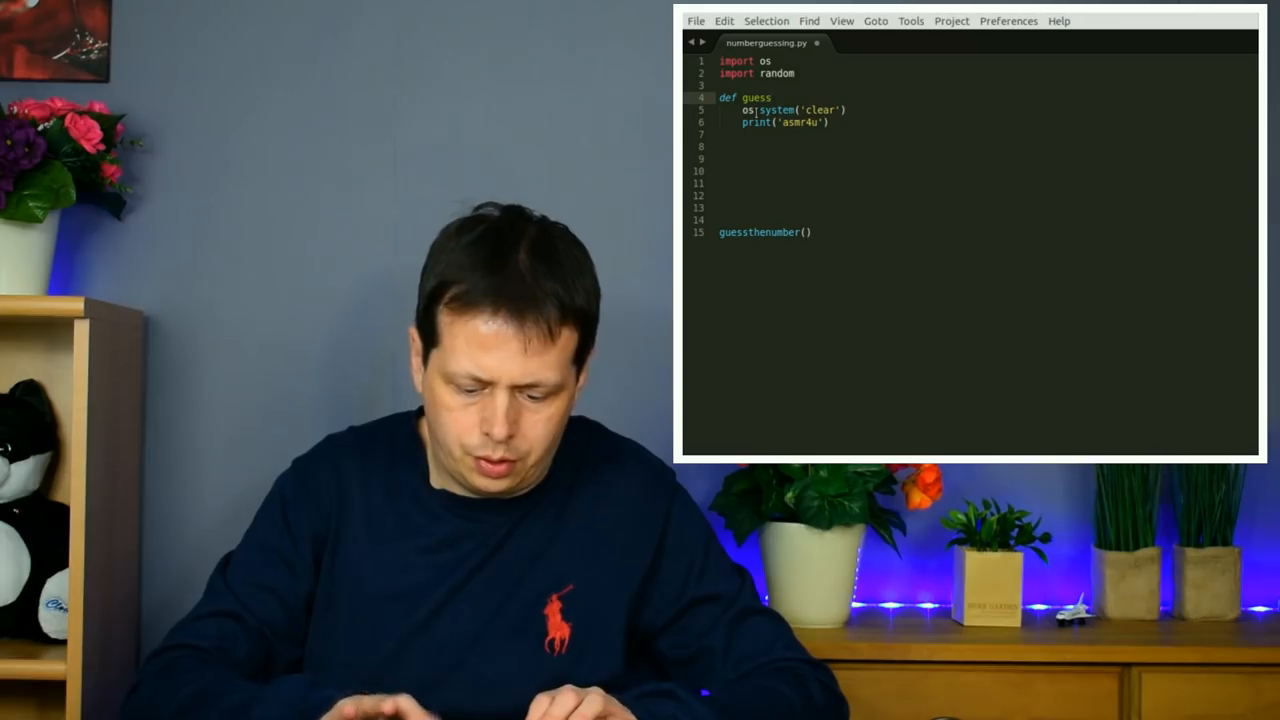 File Edit Selection Find View Goto Tools Project Preferences Help
numberguessing.py
1 import os
2 import random
3
4 def guess
5 os.system('clear')
6 print('asmr4u')
7
8
9
10
11
12
13
14
15 guessthenumber()
HERB GARDEN